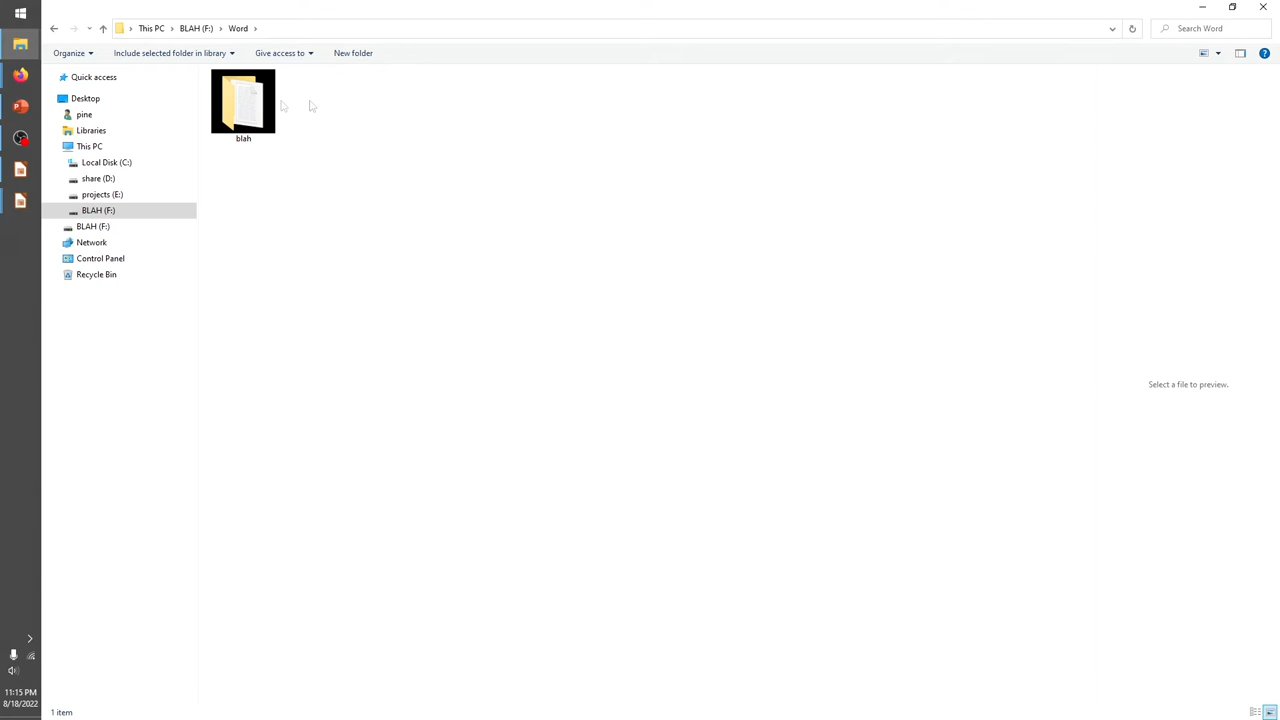 This PC > BLAH (F:) > Word >
Search Word
Organize
Include selected folder in library
Give access to
New folder
Quick access
Desktop
pine
Libraries
This PC
Local Disk (C:)
share (D:)
projects (E:)
BLAH (F:)
BLAH (F:)
Network
Control Panel
Recycle Bin
blah
Select a file to preview.
11:15 PM
8/18/2022
1 item